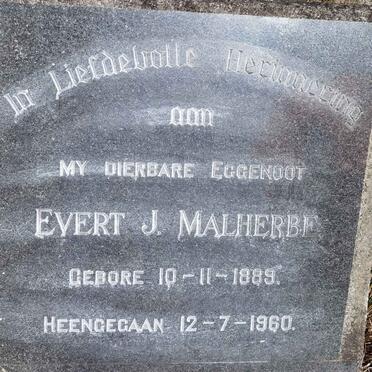 In Liefdevolle Herinnering
aan
MY DIERBARE EGGENOOT
EVERT J. MALHERBE
GEBORE 10-11-1889.
HEENGEGAAN 12-7-1960.